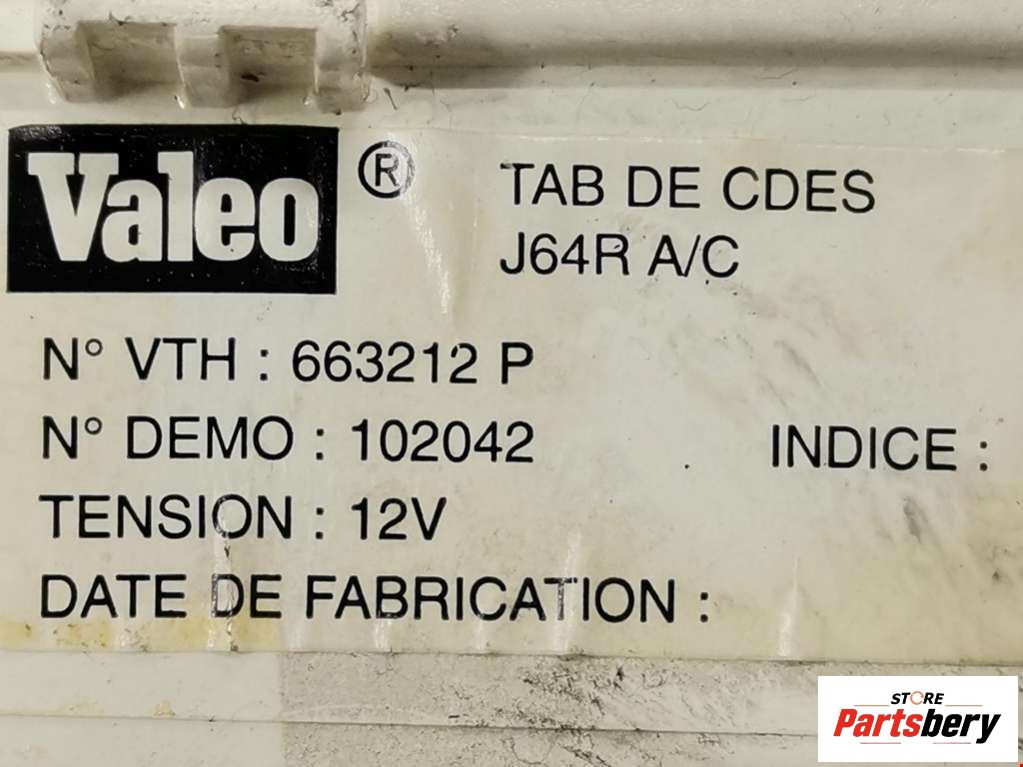 Valeo ®
TAB DE CDES
J64R A/C
N° VTH : 663212 P
N° DEMO : 102042
INDICE :
TENSION : 12V
DATE DE FABRICATION :
STORE
Partsbery